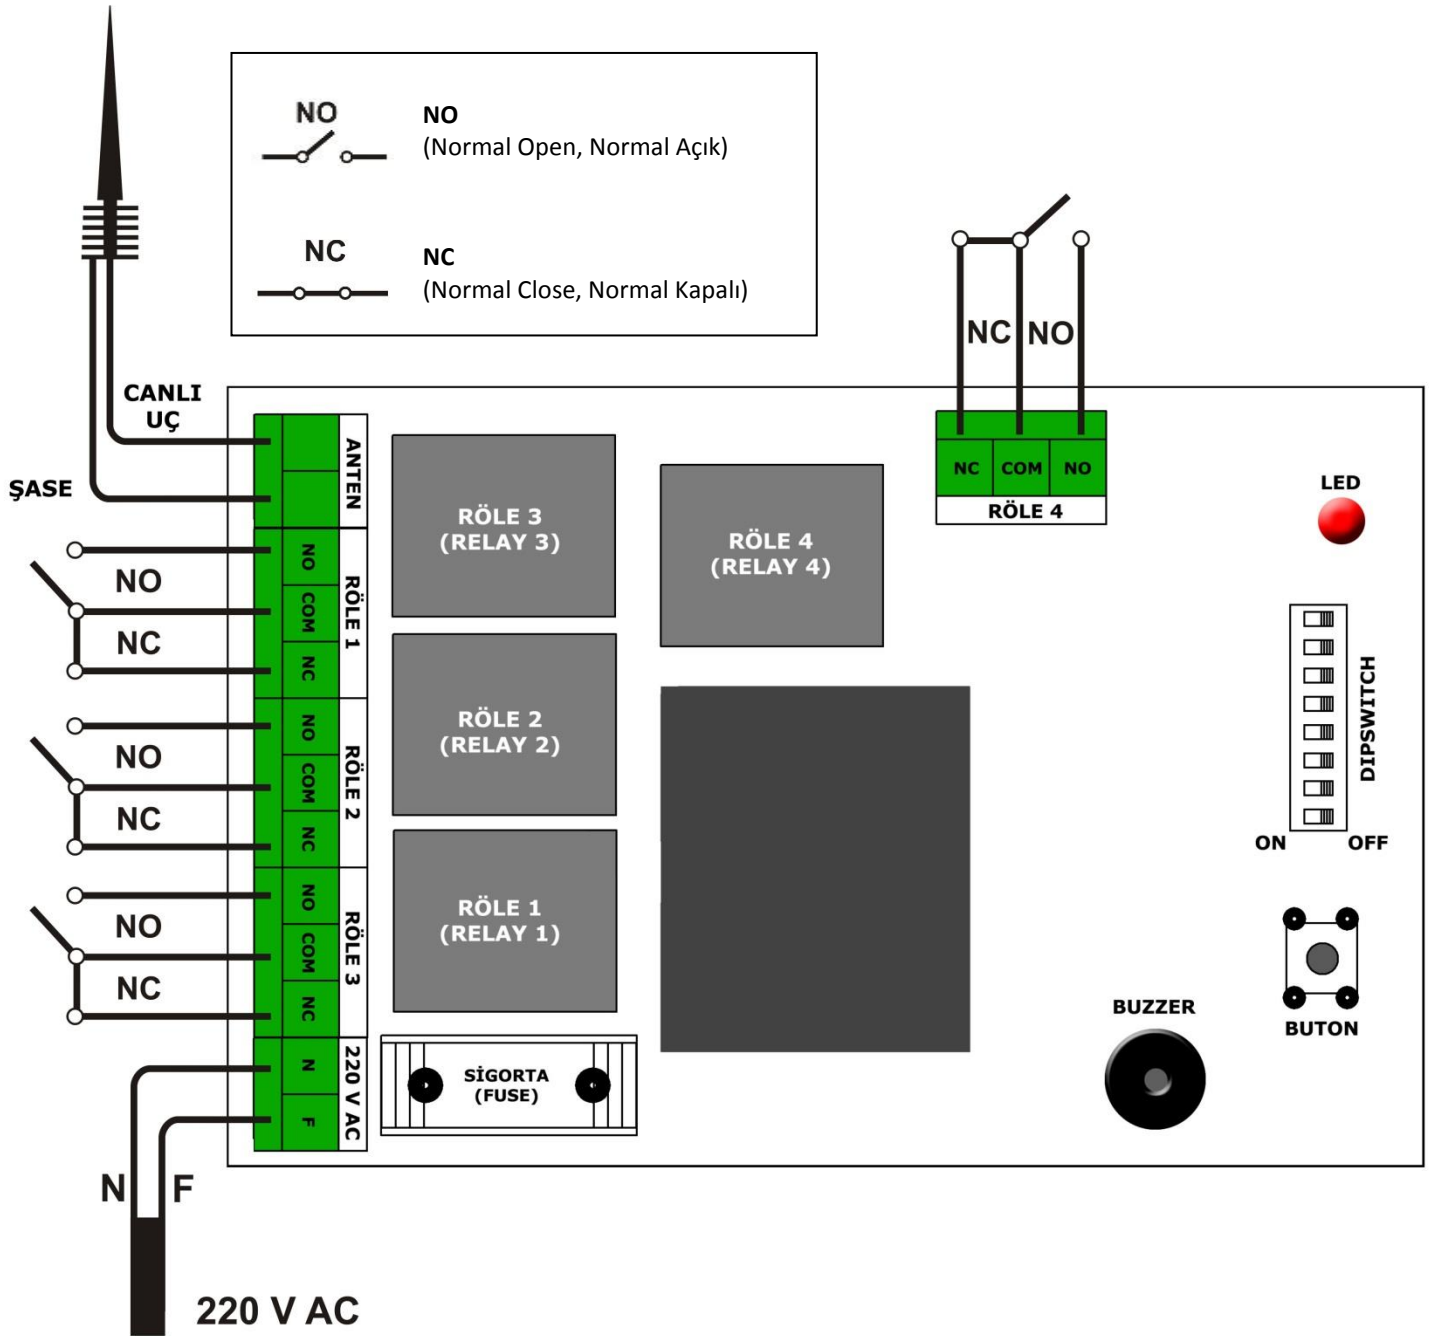 NO
NO
(Normal Open, Normal Açık)
NC
NC
(Normal Close, Normal Kapalı)
NC
NO
CANLI
UÇ
ŞASE
ANTEN
NO
NC
NO
COM
NC
RÖLE 1
NO
NC
NO
COM
NC
RÖLE 2
NO
NC
NO
COM
NC
RÖLE 3
N
F
220 V AC
N
F
220 V AC
RÖLE 3
(RELAY 3)
RÖLE 2
(RELAY 2)
RÖLE 1
(RELAY 1)
SİGORTA
(FUSE)
RÖLE 4
(RELAY 4)
NC
COM
NO
RÖLE 4
LED
DIPSWITCH
ON
OFF
BUTON
BUZZER